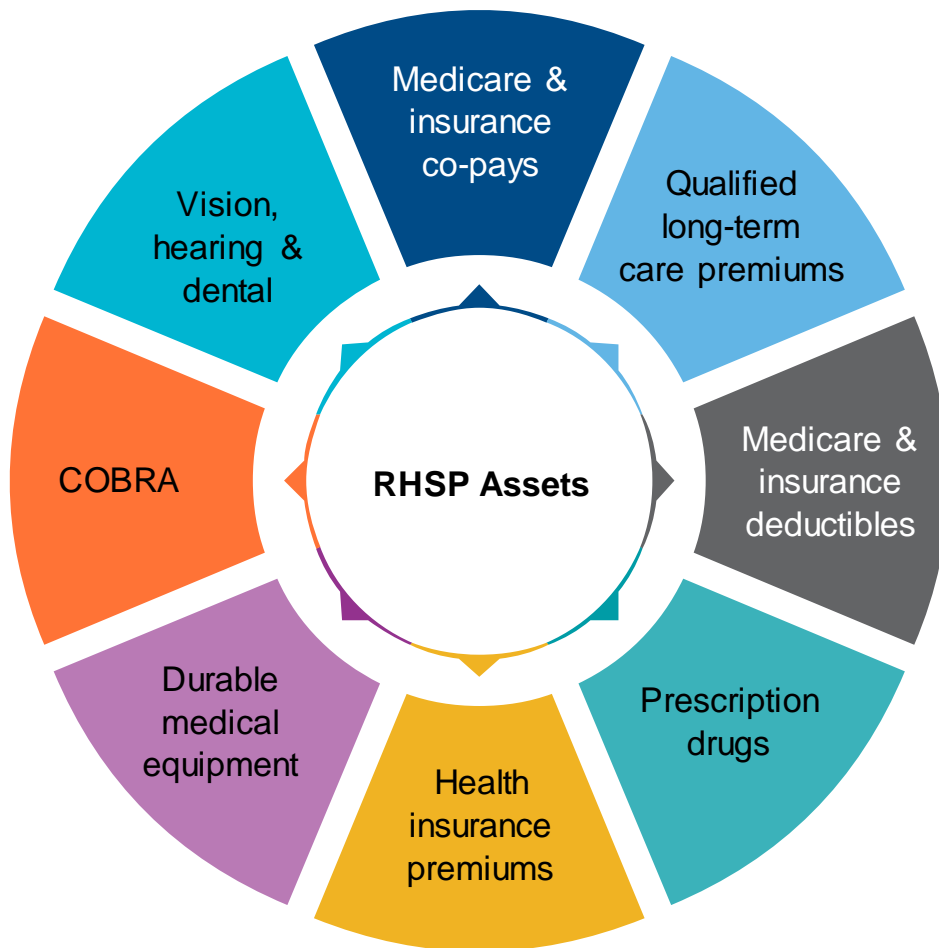 Medicare &
insurance
co-pays
Qualified
long-term
care premiums
Medicare &
insurance
deductibles
Prescription
drugs
Health
insurance
premiums
Durable
medical
equipment
COBRA
Vision,
hearing &
dental
RHSP Assets